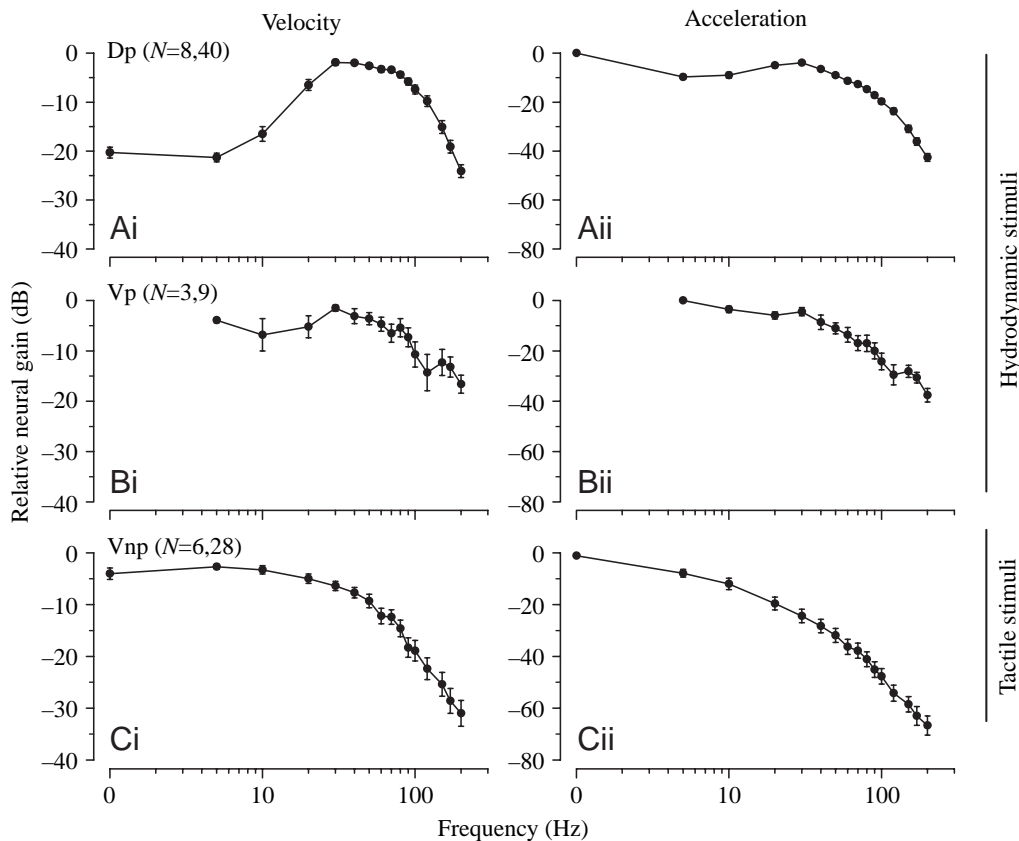 Velocity
Acceleration
Dp (N=8,40)
0
–10
–20
–30
–40
Ai
0
–20
–40
–60
–80
Aii
Vp (N=3,9)
0
–10
–20
–30
–40
Bi
0
–20
–40
–60
–80
Bii
Vnp (N=6,28)
0
–10
–20
–30
–40
Ci
0
–20
–40
–60
–80
Cii
0
10
100
0
10
100
Frequency (Hz)
Relative neural gain (dB)
Hydrodynamic stimuli
Tactile stimuli